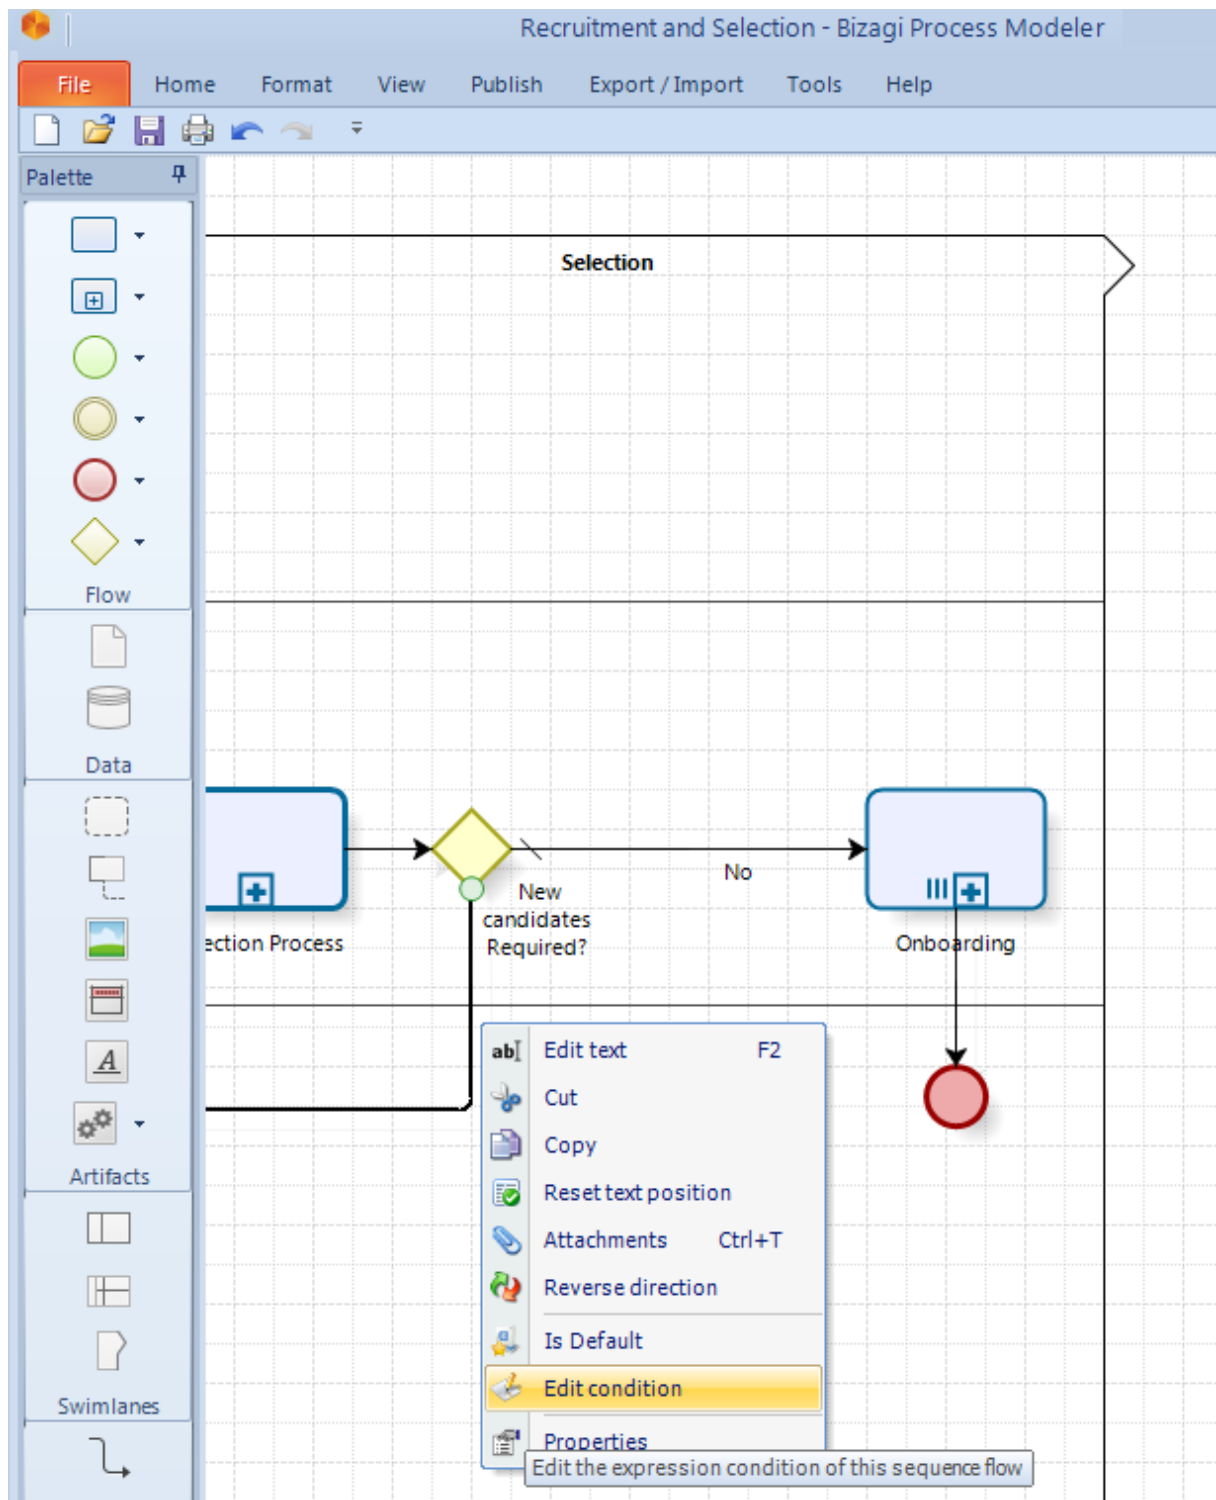 Recruitment and Selection - Bizagi Process Modeler
File Home Format View Publish Export / Import Tools Help
Palette
Selection
Flow
Data
No
New
candidates
Required?
ection Process
Onboarding
Edit text F2
Cut
Copy
Artifacts
Reset text position
Attachments Ctrl+T
Reverse direction
Is Default
Edit condition
Swimlanes
Properties
Edit the expression condition of this sequence flow